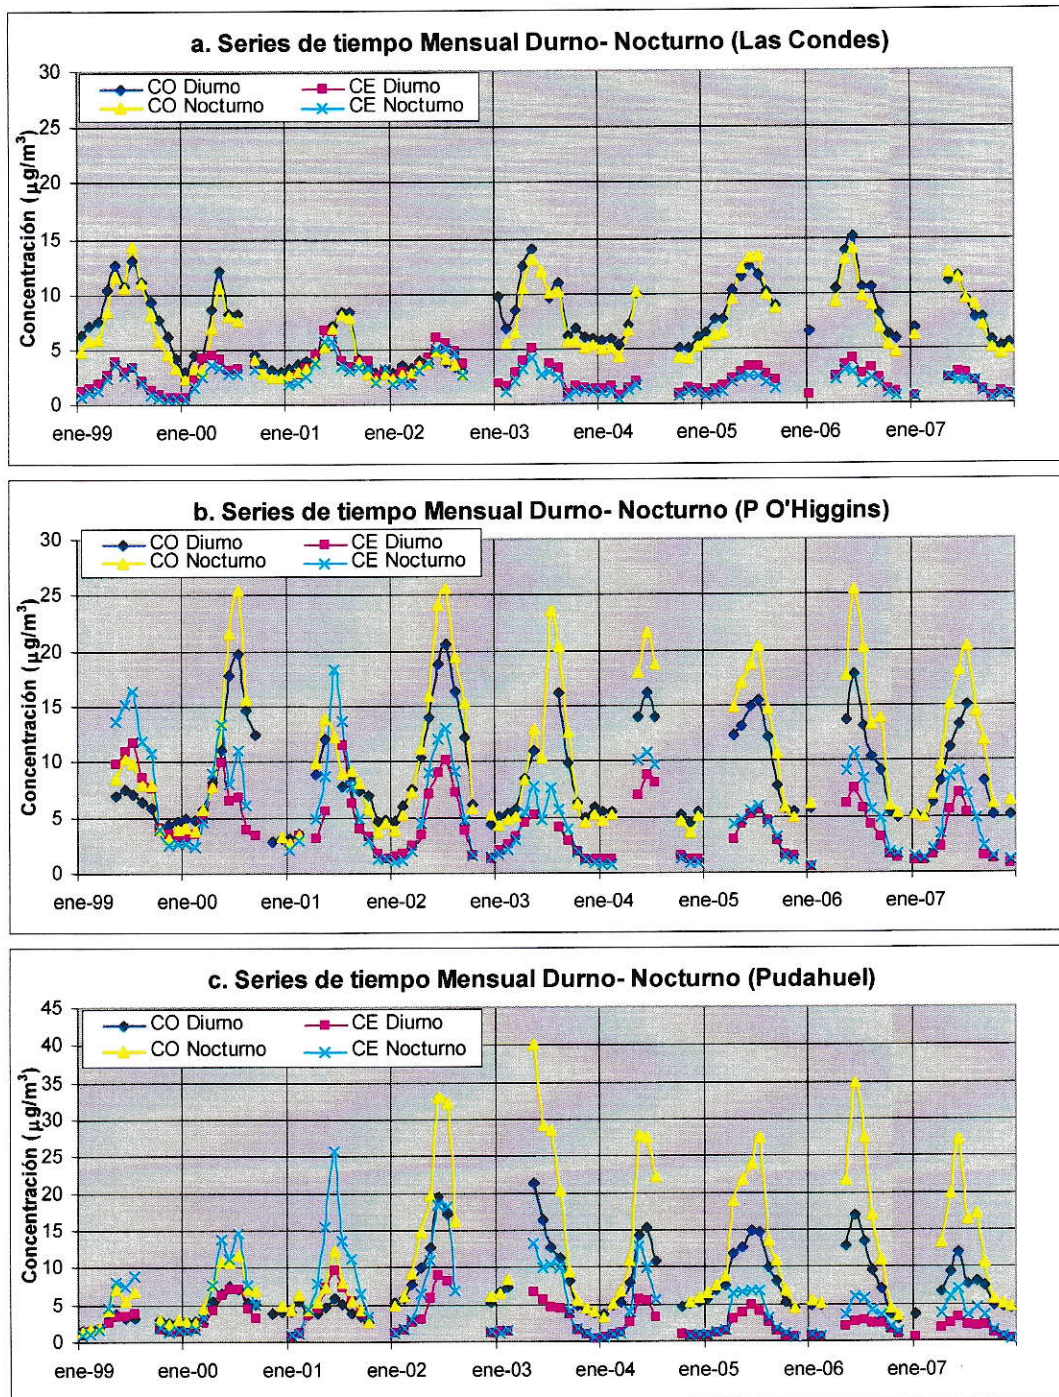 a. Series de tiempo Mensual Durno- Nocturno (Las Condes)
Concentración (µg/m³)
30
25
20
15
10
5
0
CO Diurno
CE Diurno
CO Nocturno
CE Nocturno
ene-99 ene-00 ene-01 ene-02 ene-03 ene-04 ene-05 ene-06 ene-07
b. Series de tiempo Mensual Durno- Nocturno (P O'Higgins)
Concentración (µg/m³)
30
25
20
15
10
5
0
CO Diurno
CE Diurno
CO Nocturno
CE Nocturno
ene-99 ene-00 ene-01 ene-02 ene-03 ene-04 ene-05 ene-06 ene-07
c. Series de tiempo Mensual Durno- Nocturno (Pudahuel)
Concentración (µg/m³)
45
40
35
30
25
20
15
10
5
0
CO Diurno
CE Diurno
CO Nocturno
CE Nocturno
ene-99 ene-00 ene-01 ene-02 ene-03 ene-04 ene-05 ene-06 ene-07